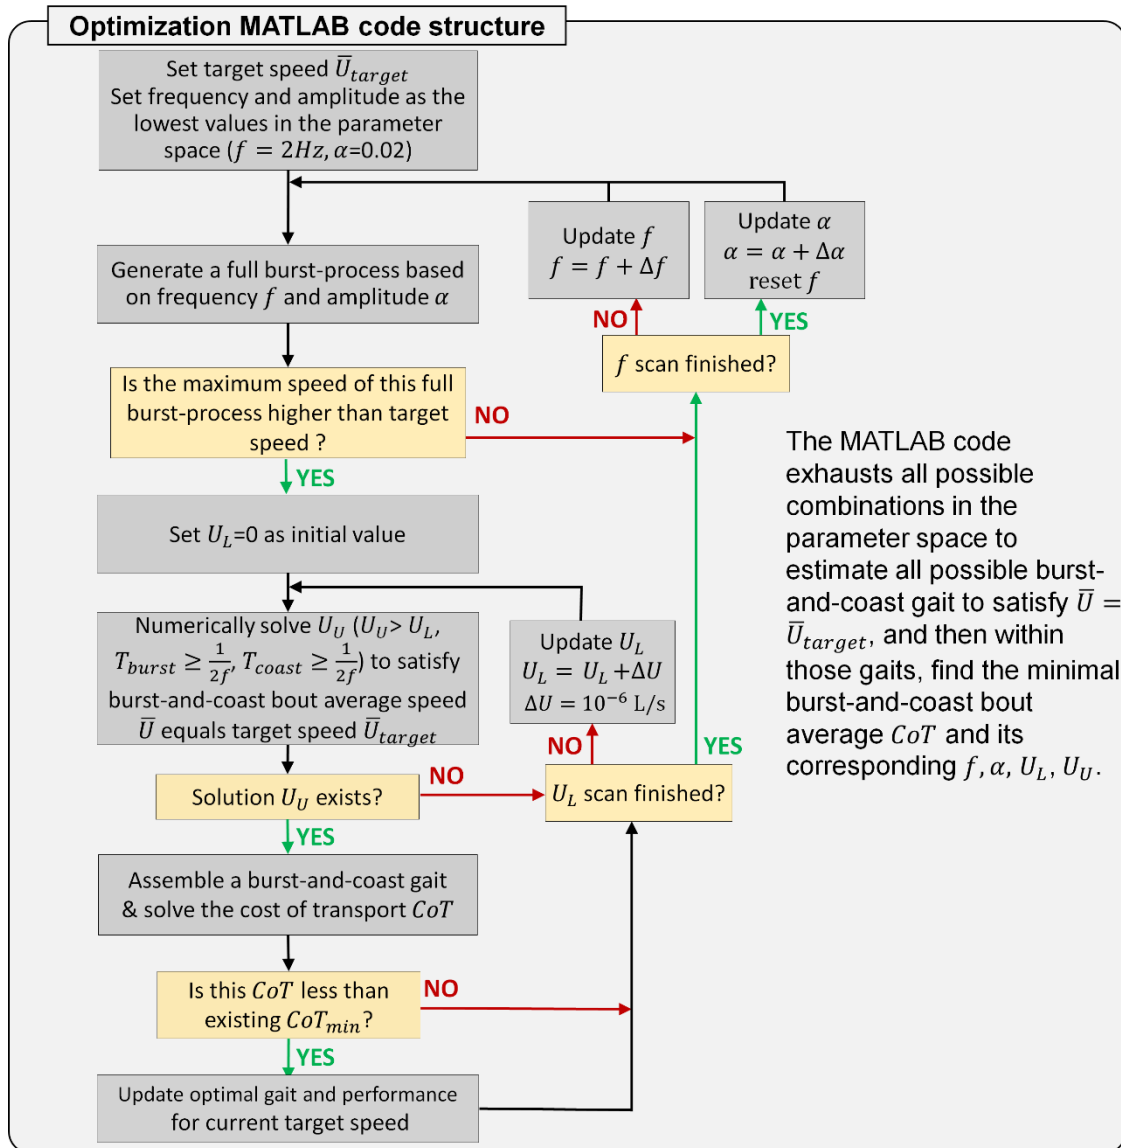 Optimization MATLAB code structure
Set target speed Ū_target
Set frequency and amplitude as the
lowest values in the parameter
space (f = 2Hz, α=0.02)
Update f
f = f + Δf
Update α
α = α + Δα
reset f
Generate a full burst-process based
on frequency f and amplitude α
NO
YES
f scan finished?
Is the maximum speed of this full
burst-process higher than target
speed ?
NO
YES
Set U_L=0 as initial value
The MATLAB code
exhausts all possible
combinations in the
parameter space to
estimate all possible burst-
and-coast gait to satisfy Ū =
Ū_target, and then within
those gaits, find the minimal
burst-and-coast bout
average CoT and its
corresponding f, α, U_L, U_U.
Numerically solve U_U (U_U> U_L,
T_burst ≥ 1/2f, T_coast ≥ 1/2f) to satisfy
burst-and-coast bout average speed
Ū equals target speed Ū_target
Update U_L
U_L = U_L +ΔU
ΔU = 10⁻⁶ L/s
NO
YES
Solution U_U exists?
NO
U_L scan finished?
YES
Assemble a burst-and-coast gait
& solve the cost of transport CoT
Is this CoT less than
existing CoT_min?
NO
YES
Update optimal gait and performance
for current target speed